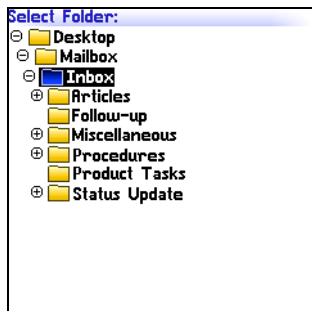 Select Folder:
Desktop
Mailbox
Inbox
Articles
Follow-up
Miscellaneous
Procedures
Product Tasks
Status Update